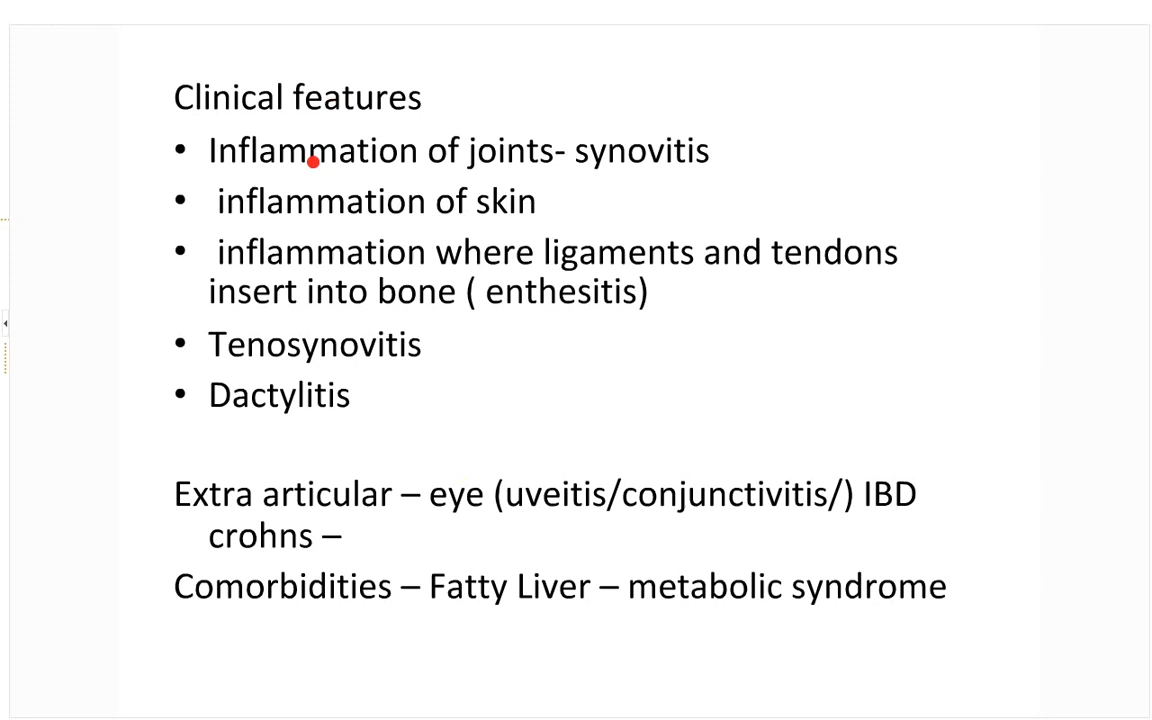 Clinical features
• Inflammation of joints- synovitis
• inflammation of skin
• inflammation where ligaments and tendons
insert into bone ( enthesitis)
• Tenosynovitis
• Dactylitis
Extra articular – eye (uveitis/conjunctivitis/) IBD
crohns –
Comorbidities – Fatty Liver – metabolic syndrome